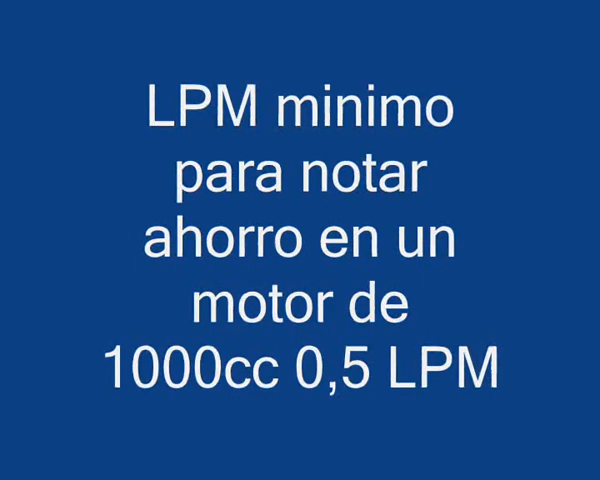 LPM minimo
para notar
ahorro en un
motor de
1000cc 0,5 LPM